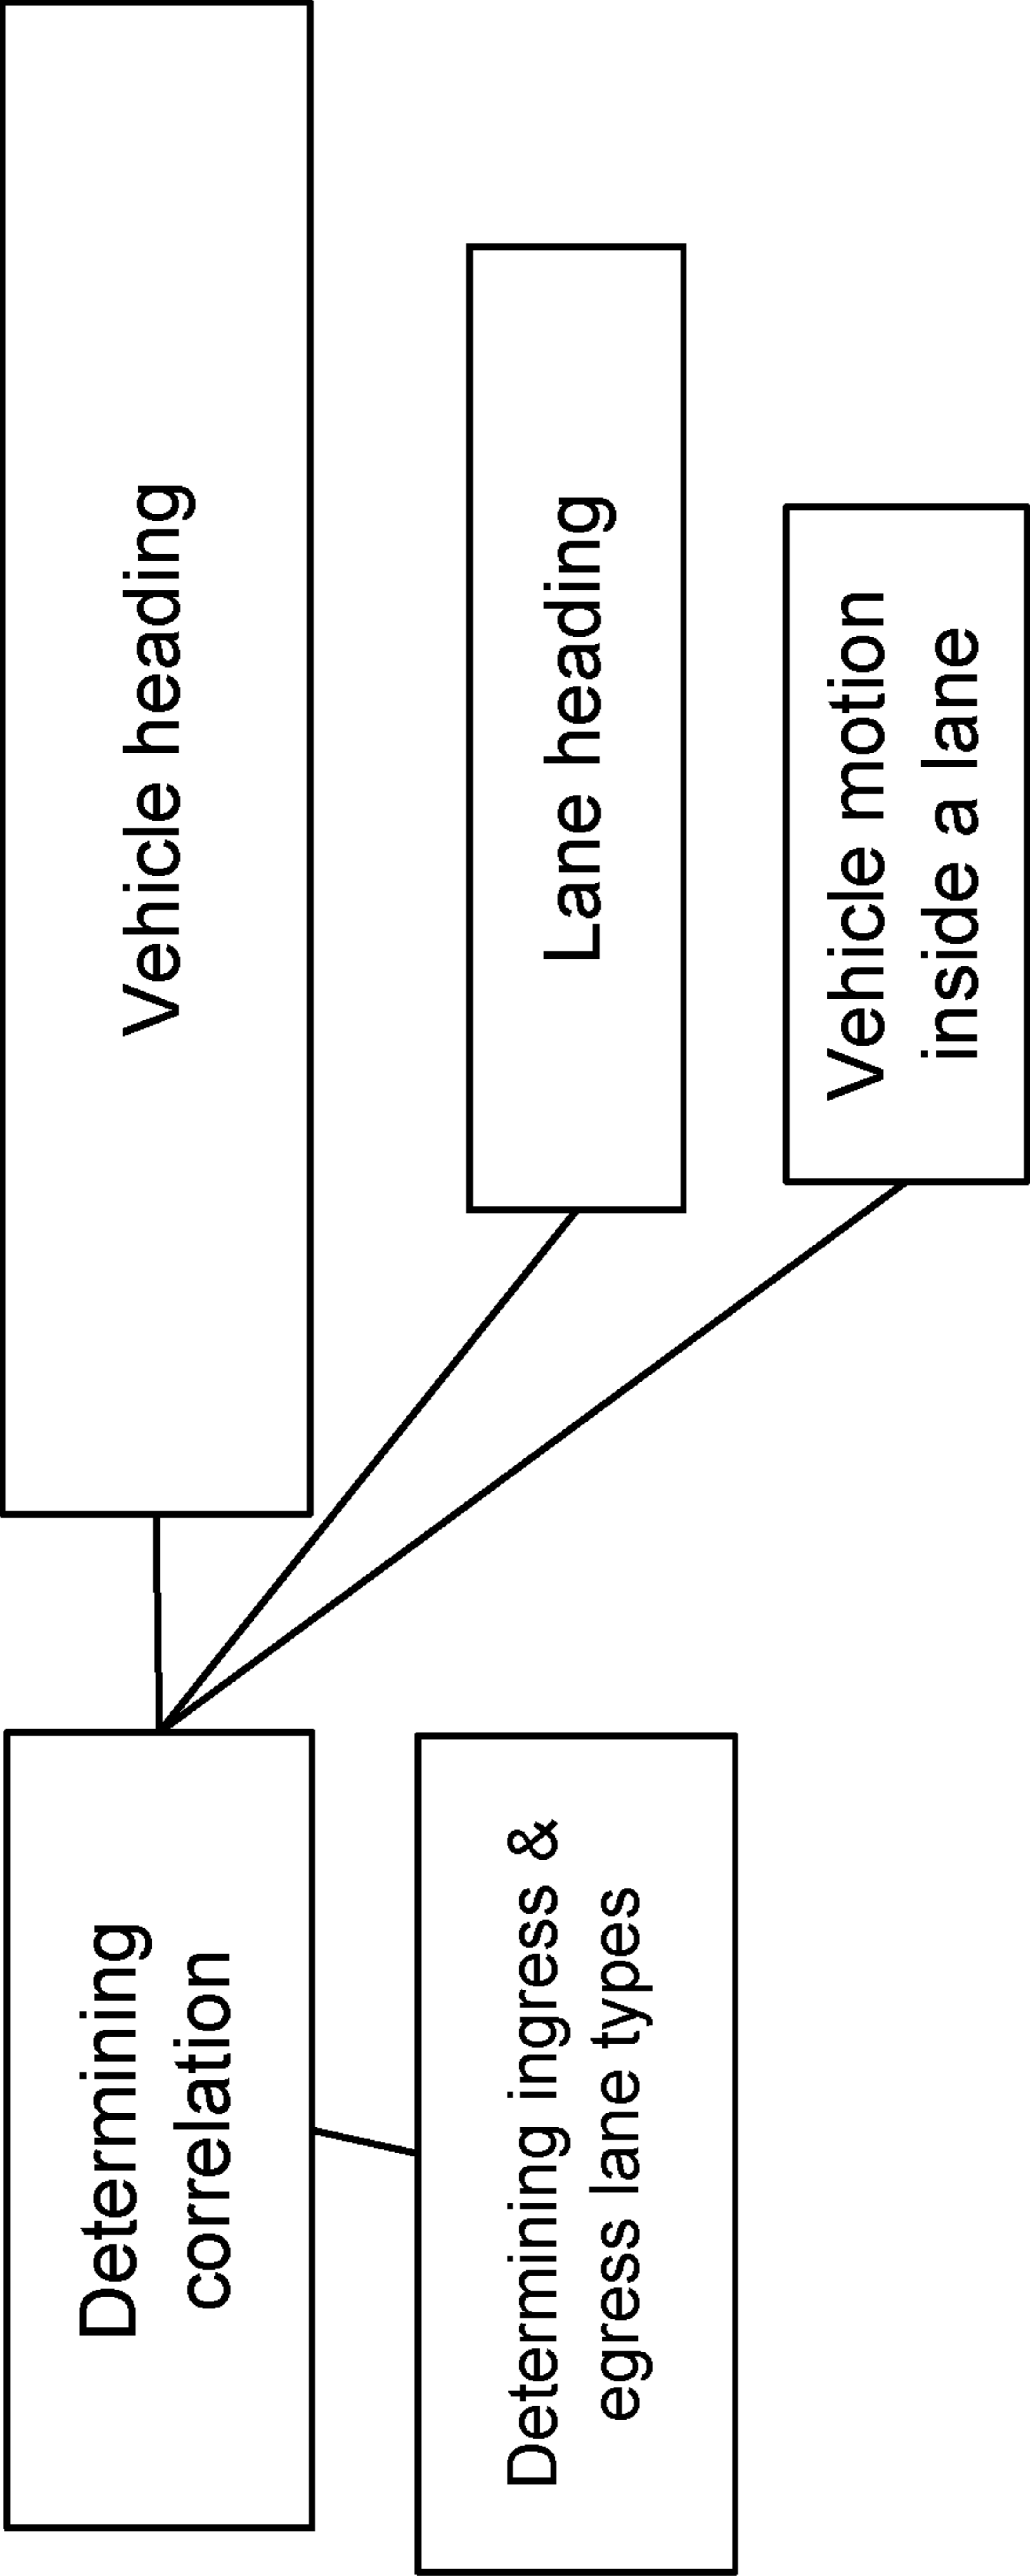 Determining
correlation
Vehicle heading
Lane heading
Vehicle motion
inside a lane
Determining ingress &
egress lane types